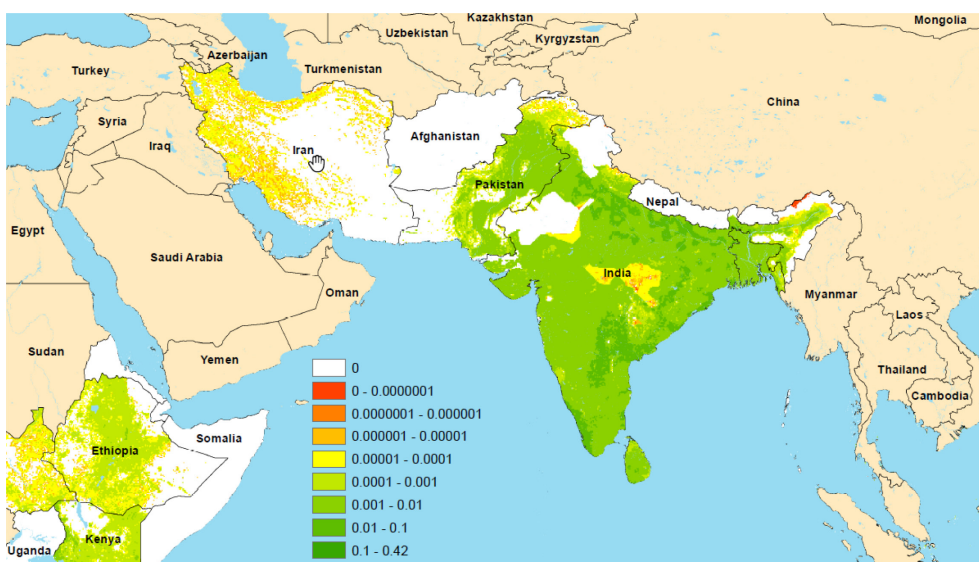 Kazakhstan
Mongolia
Uzbekistan
Kyrgyzstan
Azerbaijan
Turkey
Turkmenistan
China
Syria
Afghanistan
Iraq
Iran
Pakistan
Nepal
Egypt
Saudi Arabia
India
Oman
Myanmar
Laos
Sudan
Yemen
Thailand
Cambodia
Somalia
Ethiopia
Kenya
Uganda
0
0 - 0.0000001
0.0000001 - 0.000001
0.000001 - 0.00001
0.00001 - 0.0001
0.0001 - 0.001
0.001 - 0.01
0.01 - 0.1
0.1 - 0.42